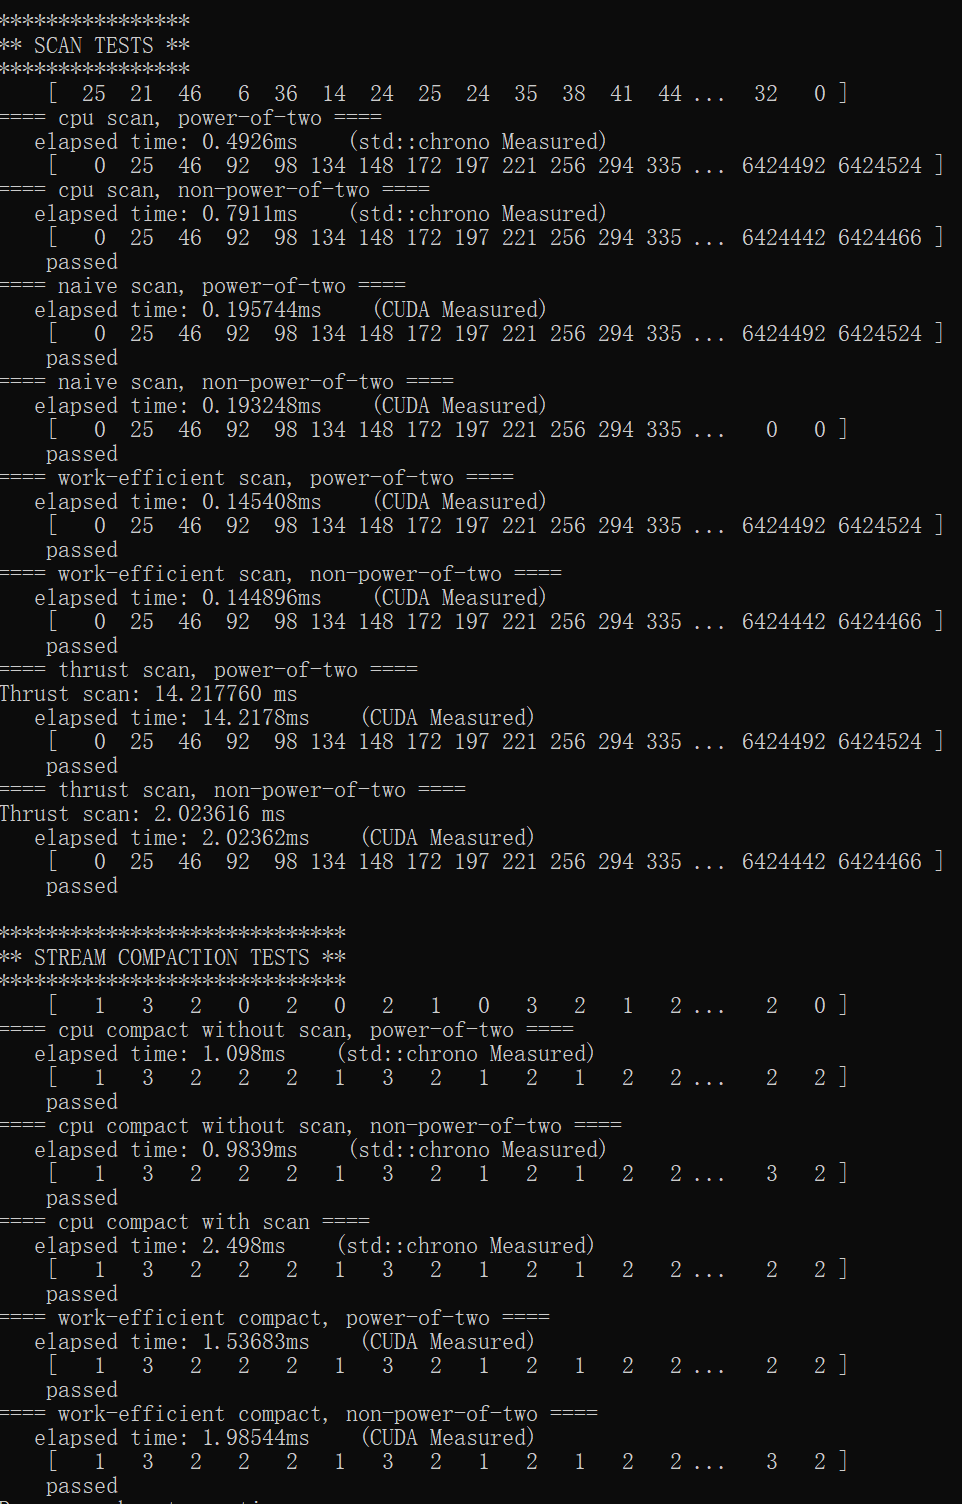 ****************
** SCAN TESTS **
****************
    [  25  21  46   6  36  14  24  25  24  35  38  41  44 ...  32   0 ]
==== cpu scan, power-of-two ====
   elapsed time: 0.4926ms    (std::chrono Measured)
    [   0  25  46  92  98 134 148 172 197 221 256 294 335 ... 6424492 6424524 ]
==== cpu scan, non-power-of-two ====
   elapsed time: 0.7911ms    (std::chrono Measured)
    [   0  25  46  92  98 134 148 172 197 221 256 294 335 ... 6424442 6424466 ]
    passed
==== naive scan, power-of-two ====
   elapsed time: 0.195744ms    (CUDA Measured)
    [   0  25  46  92  98 134 148 172 197 221 256 294 335 ... 6424492 6424524 ]
    passed
==== naive scan, non-power-of-two ====
   elapsed time: 0.193248ms    (CUDA Measured)
    [   0  25  46  92  98 134 148 172 197 221 256 294 335 ...   0   0 ]
    passed
==== work-efficient scan, power-of-two ====
   elapsed time: 0.145408ms    (CUDA Measured)
    [   0  25  46  92  98 134 148 172 197 221 256 294 335 ... 6424492 6424524 ]
    passed
==== work-efficient scan, non-power-of-two ====
   elapsed time: 0.144896ms    (CUDA Measured)
    [   0  25  46  92  98 134 148 172 197 221 256 294 335 ... 6424442 6424466 ]
    passed
==== thrust scan, power-of-two ====
Thrust scan: 14.217760 ms
   elapsed time: 14.2178ms    (CUDA Measured)
    [   0  25  46  92  98 134 148 172 197 221 256 294 335 ... 6424492 6424524 ]
    passed
==== thrust scan, non-power-of-two ====
Thrust scan: 2.023616 ms
   elapsed time: 2.02362ms    (CUDA Measured)
    [   0  25  46  92  98 134 148 172 197 221 256 294 335 ... 6424442 6424466 ]
    passed

*****************************
** STREAM COMPACTION TESTS **
*****************************
    [   1   3   2   0   2   0   2   1   0   3   2   1   2 ...   2   0 ]
==== cpu compact without scan, power-of-two ====
   elapsed time: 1.098ms    (std::chrono Measured)
    [   1   3   2   2   2   1   3   2   1   2   1   2   2 ...   2   2 ]
    passed
==== cpu compact without scan, non-power-of-two ====
   elapsed time: 0.9839ms    (std::chrono Measured)
    [   1   3   2   2   2   1   3   2   1   2   1   2   2 ...   3   2 ]
    passed
==== cpu compact with scan ====
   elapsed time: 2.498ms    (std::chrono Measured)
    [   1   3   2   2   2   1   3   2   1   2   1   2   2 ...   2   2 ]
    passed
==== work-efficient compact, power-of-two ====
   elapsed time: 1.53683ms    (CUDA Measured)
    [   1   3   2   2   2   1   3   2   1   2   1   2   2 ...   2   2 ]
    passed
==== work-efficient compact, non-power-of-two ====
   elapsed time: 1.98544ms    (CUDA Measured)
    [   1   3   2   2   2   1   3   2   1   2   1   2   2 ...   3   2 ]
    passed